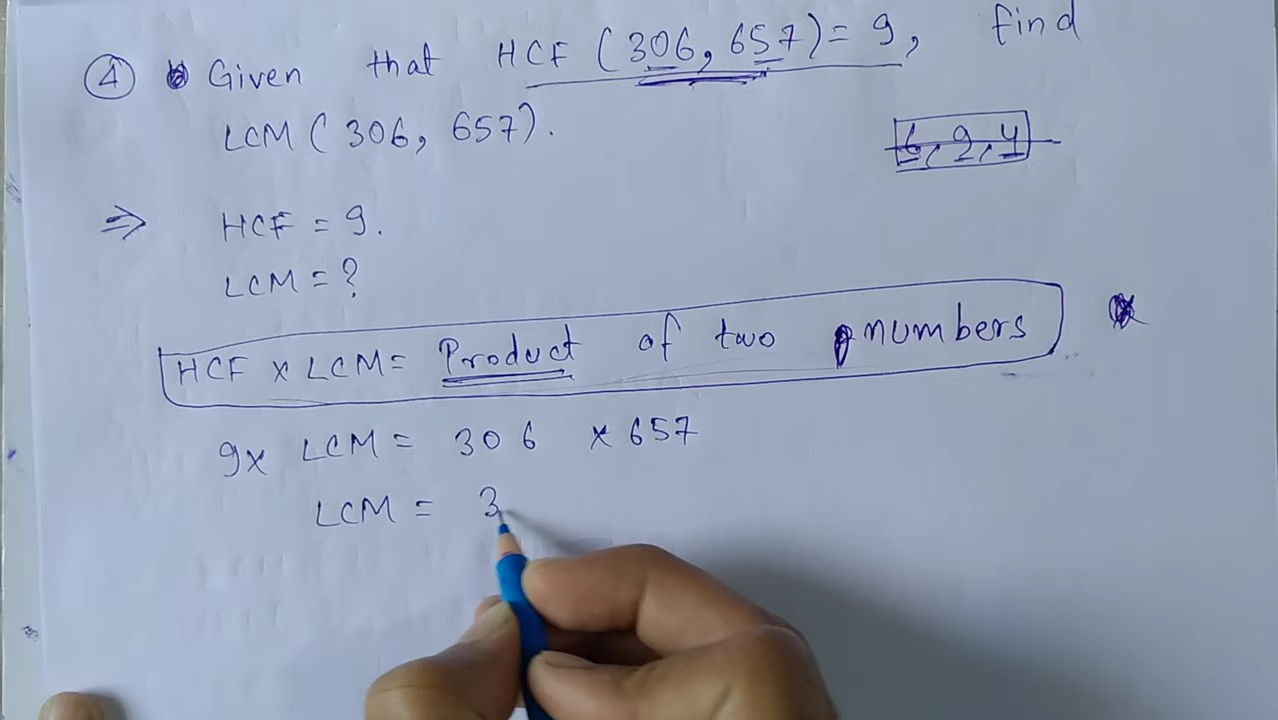 ④ Given that HCF (306, 657) = 9, find
LCM (306, 657).
6, 9, 4
⇒ HCF = 9.
LCM = ?
HCF x LCM = Product of two numbers
9x LCM = 306 x 657
LCM = 3